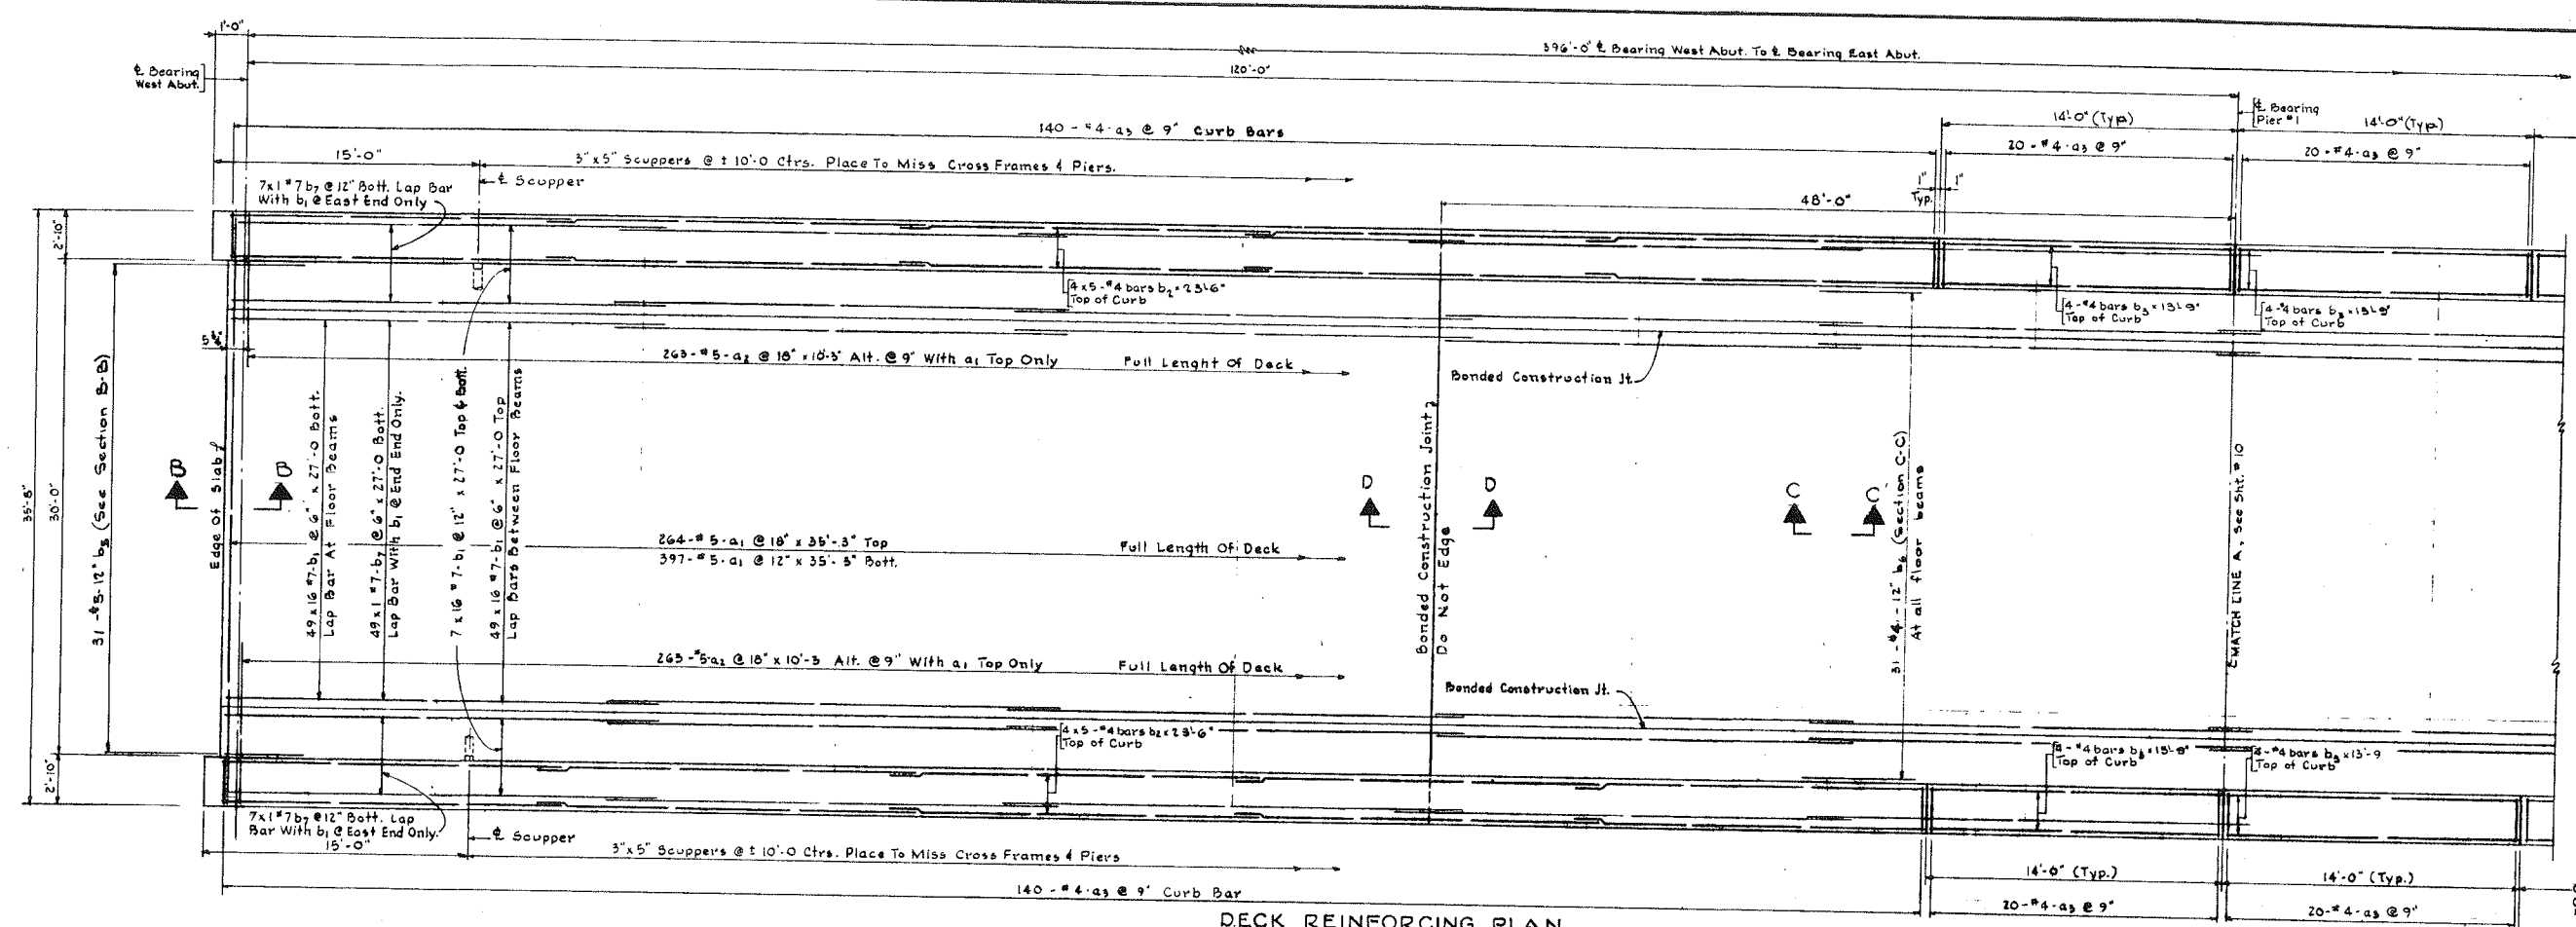 1'-0"
396'-0" ℄ Bearing West Abut. To ℄ Bearing East Abut.
℄ Bearing
West Abut.
120'-0"
℄ Bearing
Pier #1
14'-0" (Typ)
14'-0" (Typ)
140 - #4-a3 @ 9" Curb Bars
20 - #4-a3 @ 9"
20 - #4-a3 @ 9"
15'-0"
3"x5" Scuppers @ ± 10'-0 Ctrs. Place To Miss Cross Frames & Piers.
℄ Scupper
7x1 #7 b7 @ 12" Bott. Lap Bar
With b1 @ East End Only
1"
1"
Typ.
48'-0"
2'-10"
4x5-#4 bars b2 x 23'-6"
Top of Curb
4-#4 bars b3 x 13'-9"
Top of Curb
4-#4 bars b3 x 13'-9"
Top of Curb
263-#5-a2 @ 18" x 10'-3" Alt. @ 9" With a1 Top Only
Full Lenght Of Deck
Bonded Construction Jt.
35'-8"
30'-0"
31-#5-12" b5 (See Section B-B)
B
B
Edge Of Slab
49x16 #7-b1 @ 6" x 27'-0 Bott.
Lap Bar At Floor Beams
49x1 #7-b7 @ 6" x 27'-0 Bott.
Lap Bar With b1 @ End End Only.
7 x 16 #7-b1 @ 12" x 27'-0 Top & Bott.
49x16 #7-b1 @ 6" x 27'-0 Top
Lap Bars Between Floor Beams
264-#5-a1 @ 18" x 35'-3" Top
397-#5-a1 @ 12" x 35'-3" Bott.
Full Length Of Deck
D
D
Bonded Construction Joint
Do Not Edge
C
C
31-#4-12" b6 (Section C-C)
At all floor beams
MATCH LINE A, See Sht. #10
263-#5-a2 @ 18" x 10'-3 Alt. @ 9" With a1 Top Only
Full Length Of Deck
Bonded Construction Jt.
4x5-#4 bars b2 x 23'-6"
Top of Curb
4-#4 bars b3 x 13'-9"
Top of Curb
4-#4 bars b3 x 13'-9
Top of Curb
2'-10"
7x1 #7 b7 @ 12" Bott. Lap
Bar With b1 @ East End Only.
15'-0"
℄ Scupper
3"x5" Scuppers @ ± 10'-0 Ctrs. Place To Miss Cross Frames & Piers
14'-0" (Typ.)
14'-0" (Typ.)
140 - #4-a3 @ 9" Curb Bar
20-#4-a3 @ 9"
20-#4-a3 @ 9"
DECK REINFORCING PLAN